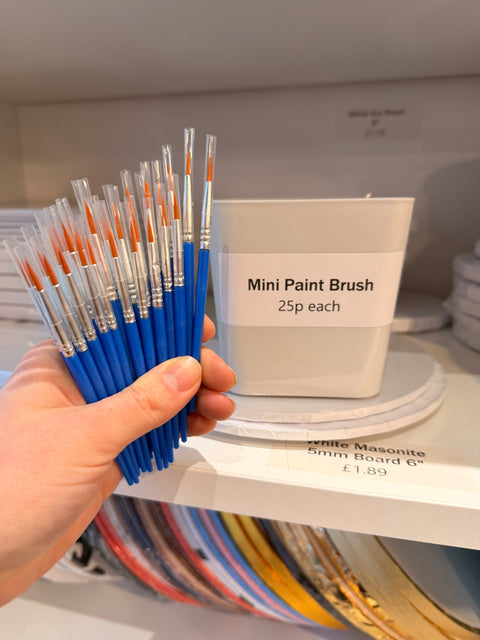 Mini Paint Brush
25p each
White Masonite
5mm Board 6"
£1.89